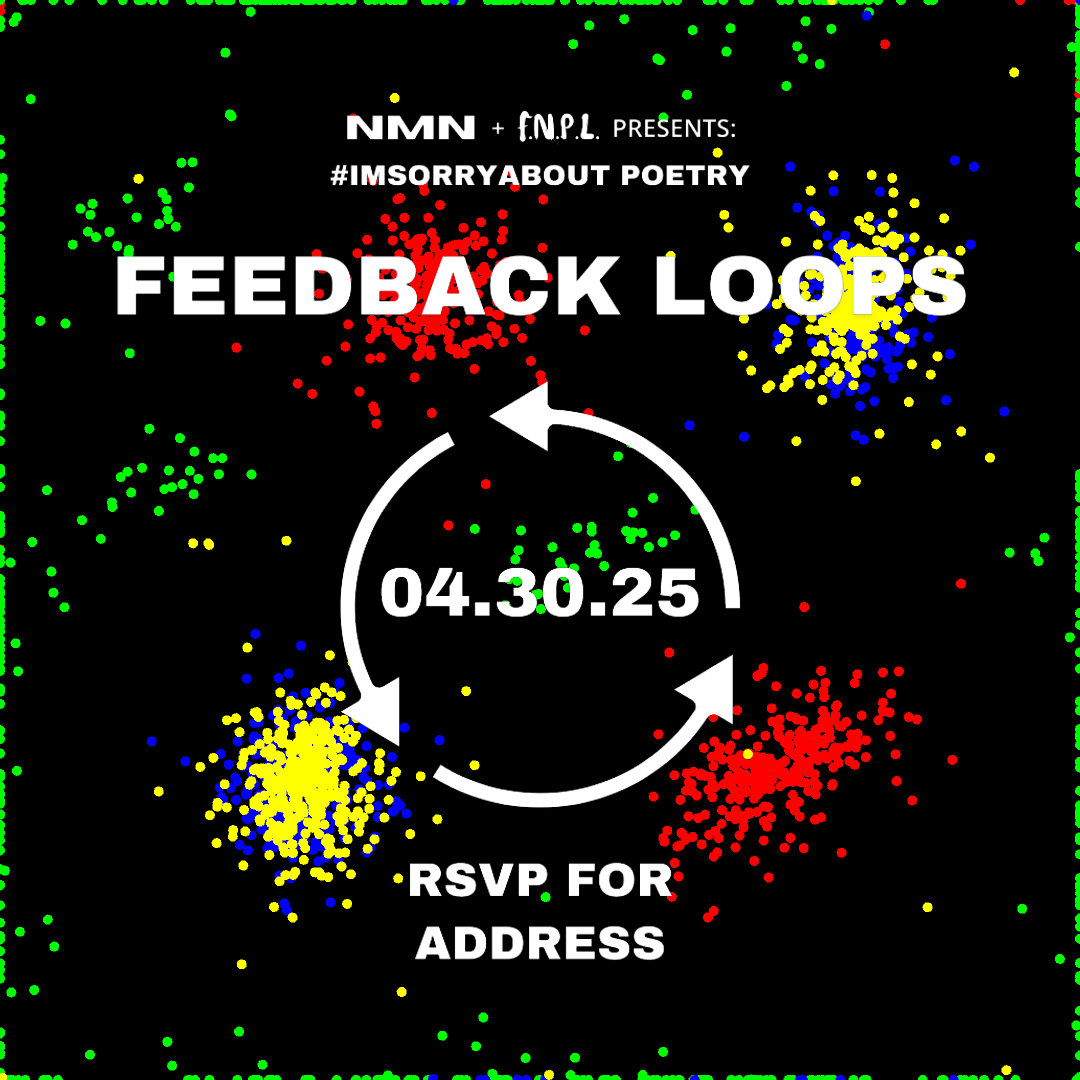 NMN + F.N.P.L. PRESENTS:
#IMSORRYABOUT POETRY
FEEDBACK LOOPS
04.30.25
RSVP FOR
ADDRESS